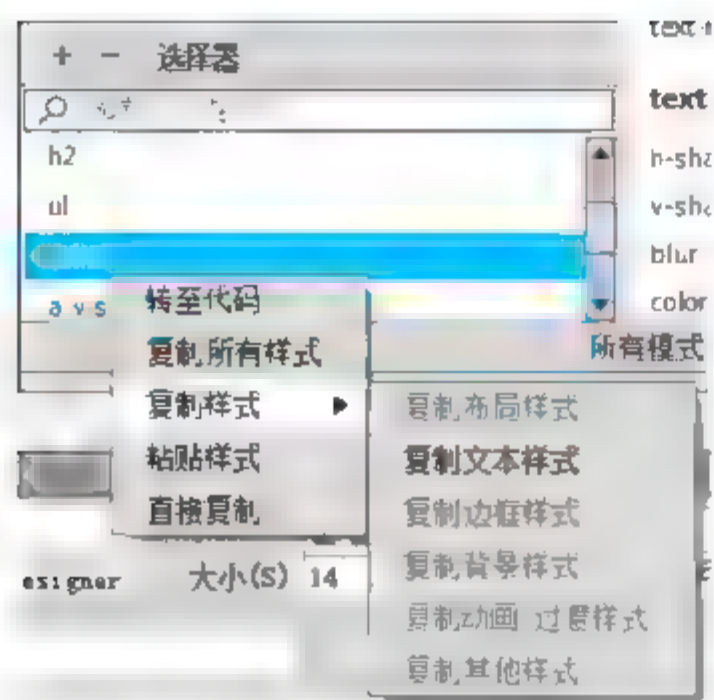 + − 选择器
text
h2
h-sha
ul
v-sha
blur
a v s
color
转至代码
复制所有样式
所有模式
复制样式
复制布局样式
粘贴样式
复制文本样式
直接复制
复制边框样式
esigner
大小(S) 14
复制背景样式
复制动画 过度样式
复制其他样式